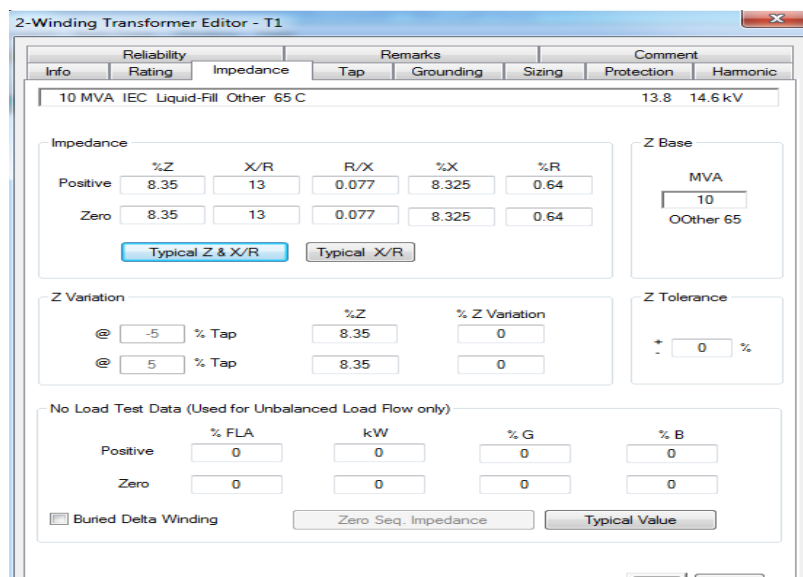 2-Winding Transformer Editor - T1
Reliability Remarks Comment
Info Rating Impedance Tap Grounding Sizing Protection Harmonic
10 MVA IEC Liquid-Fill Other 65 C 13.8 14.6 kV
Impedance Z Base
%Z X/R R/X %X %R MVA
Positive 8.35 13 0.077 8.325 0.64 10
Zero 8.35 13 0.077 8.325 0.64 OOther 65
Typical Z & X/R Typical X/R
Z Variation Z Tolerance
%Z % Z Variation
@ -5 % Tap 8.35 0
+ - 0 %
@ 5 % Tap 8.35 0
No Load Test Data (Used for Unbalanced Load Flow only)
% FLA kW % G % B
Positive 0 0 0 0
Zero 0 0 0 0
Buried Delta Winding Zero Seq. Impedance Typical Value